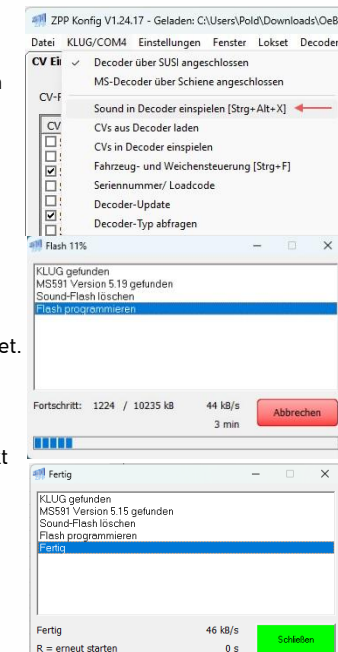 ZPP Konfig V1.24.17 - Geladen: C:\Users\Pold\Downloads\OeB
Datei KLUG/COM4 Einstellungen Fenster Lokset Decoder
CV Ei
✓ Decoder über SUSI angeschlossen
MS-Decoder über Schiene angeschlossen
CV-F
Sound in Decoder einspielen [Strg+Alt+X]
CV
CVs aus Decoder laden
CVs in Decoder einspielen
Fahrzeug- und Weichensteuerung [Strg+F]
Seriennummer/ Loadcode
Decoder-Update
Decoder-Typ abfragen
Flash 11%
KLUG gefunden
MS591 Version 5.19 gefunden
Sound-Flash löschen
Flash programmieren
et.
Fortschritt: 1224 / 10235 kB 44 kB/s
3 min
Abbrechen
kt
Fertig
KLUG gefunden
MS591 Version 5.15 gefunden
Sound-Flash löschen
Flash programmieren
Fertig
Fertig 46 kB/s
R = erneut starten 0 s
Schließen